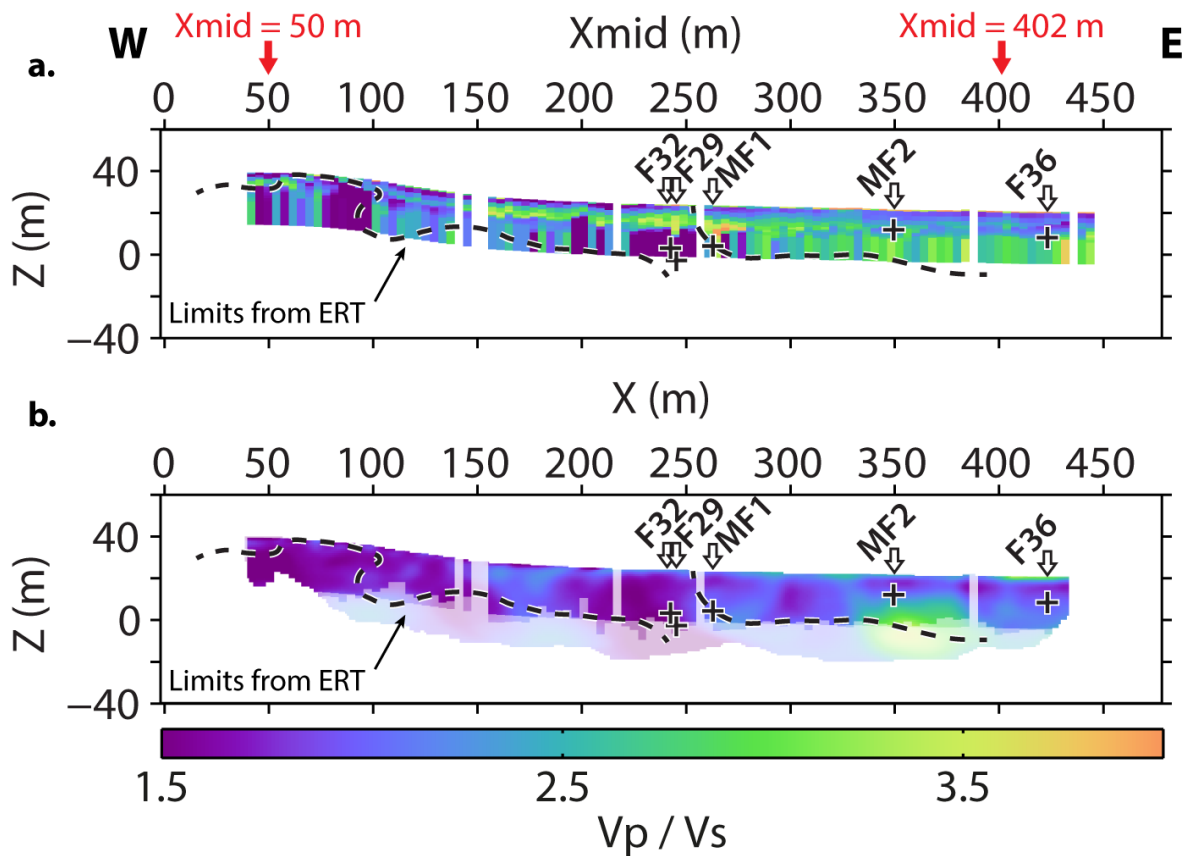 Xmid = 50 m
Xmid (m)
Xmid = 402 m
W
E
a.
0 50 100 150 200 250 300 350 400 450
F32
F29
MF1
MF2
F36
Z (m)
40
0
−40
Limits from ERT
X (m)
b.
0 50 100 150 200 250 300 350 400 450
F32
F29
MF1
MF2
F36
Z (m)
40
0
−40
Limits from ERT
1.5 2.5 3.5
Vp / Vs